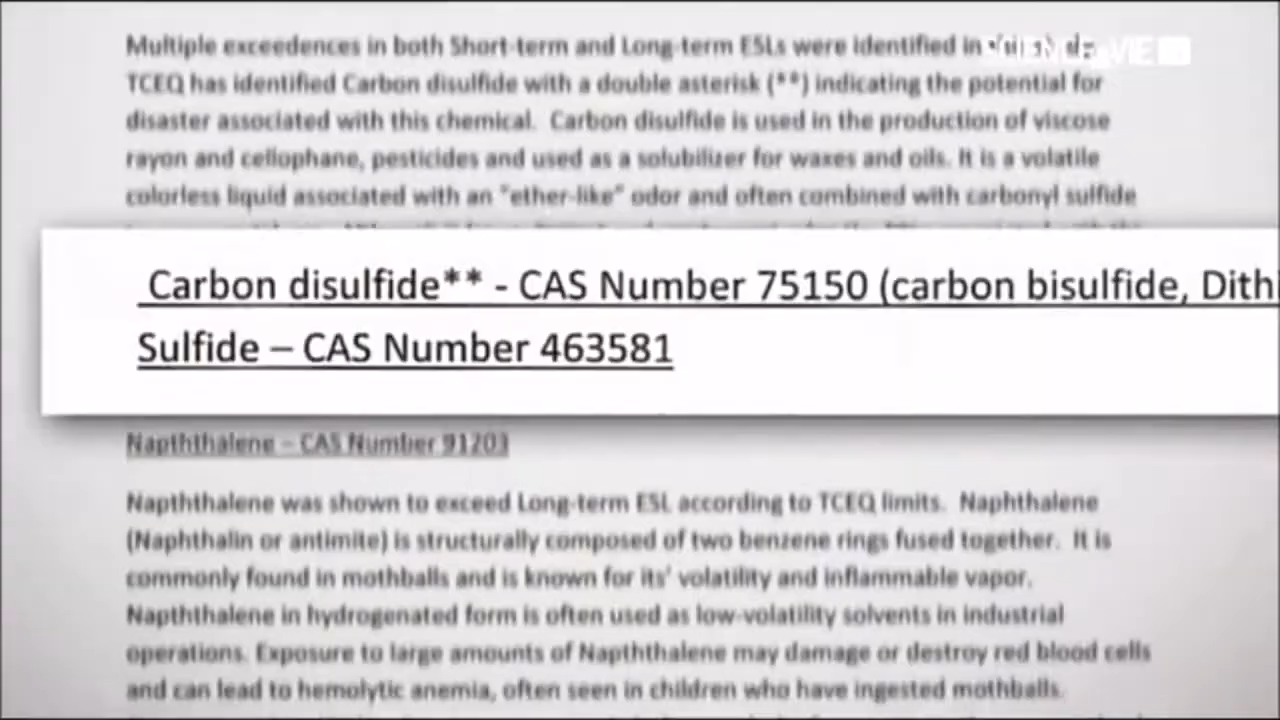 Multiple exceedences in both Short-term and Long-term ESLs were identified in
SCIENCE & VIE TV
TCEQ has identified Carbon disulfide with a double asterisk (**) indicating the potential for
disaster associated with this chemical. Carbon disulfide is used in the production of viscose
rayon and cellophane, pesticides and used as a solubilizer for waxes and oils. It is a volatile
colorless liquid associated with an "ether-like" odor and often combined with carbonyl sulfide
Carbon disulfide** - CAS Number 75150 (carbon bisulfide, Dith
Sulfide – CAS Number 463581
Napththalene – CAS Number 91203
Napththalene was shown to exceed Long-term ESL according to TCEQ limits. Naphthalene
(Naphthalin or antimite) is structurally composed of two benzene rings fused together. It is
commonly found in mothballs and is known for its' volatility and inflammable vapor.
Napththalene in hydrogenated form is often used as low-volatility solvents in industrial
operations. Exposure to large amounts of Napththalene may damage or destroy red blood cells
and can lead to hemolytic anemia, often seen in children who have ingested mothballs.